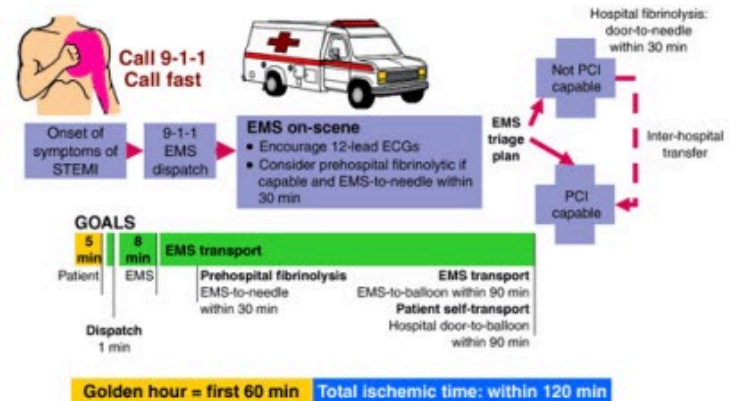 Hospital fibrinolysis:
door-to-needle
within 30 min
Call 9-1-1
Call fast
Not PCI
capable
Onset of
symptoms of
STEMI
9-1-1
EMS
dispatch
EMS on-scene
• Encourage 12-lead ECGs
• Consider prehospital fibrinolytic if
capable and EMS-to-needle within
30 min
EMS
triage
plan
Inter-hospital
transfer
PCI
capable
GOALS
5
min
8
min
EMS transport
Patient
EMS
Prehospital fibrinolysis
EMS-to-needle
within 30 min
EMS transport
EMS-to-balloon within 90 min
Patient self-transport
Hospital door-to-balloon
within 90 min
Dispatch
1 min
Golden hour = first 60 min
Total ischemic time: within 120 min